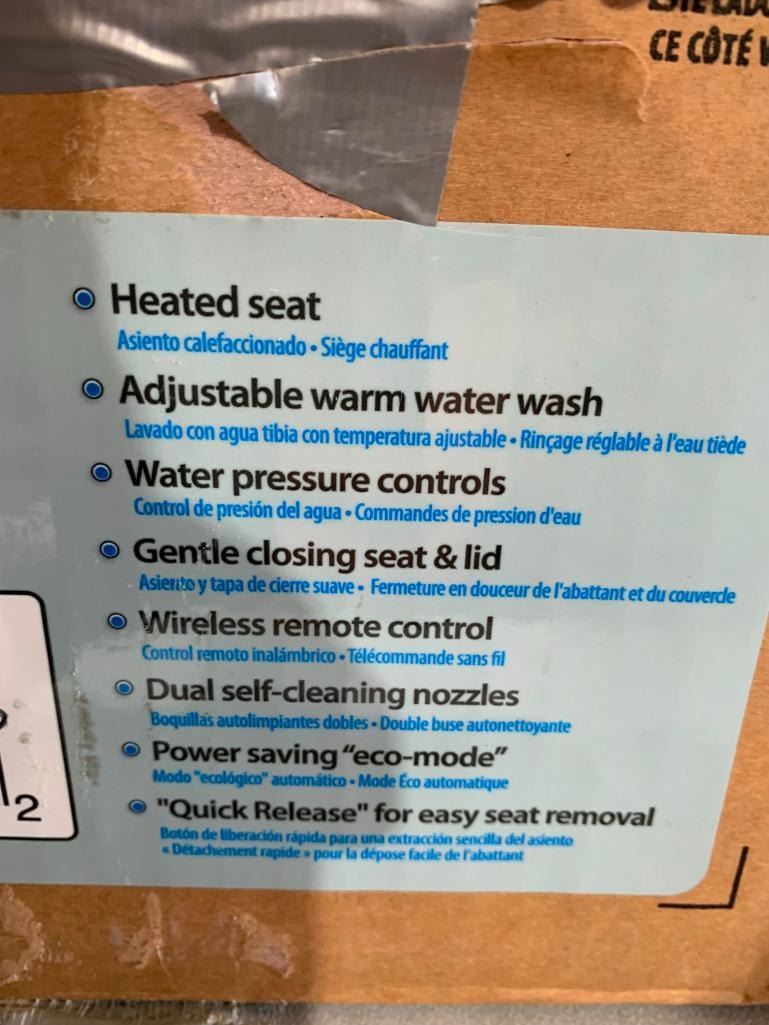 CE CÔTÉ
Heated seat
Asiento calefaccionado • Siège chauffant
Adjustable warm water wash
Lavado con agua tibia con temperatura ajustable • Rinçage réglable à l'eau tiède
Water pressure controls
Control de presión del agua • Commandes de pression d'eau
Gentle closing seat & lid
Asiento y tapa de cierre suave • Fermeture en douceur de l'abattant et du couvercle
Wireless remote control
Control remoto inalámbrico • Télécommande sans fil
Dual self-cleaning nozzles
Boquillas autolimpiantes dobles • Double buse autonettoyante
Power saving "eco-mode"
Modo "ecológico" automático • Mode Éco automatique
"Quick Release" for easy seat removal
Botón de liberación rápida para una extracción sencilla del asiento
« Détachement rapide » pour la dépose facile de l'abattant
2